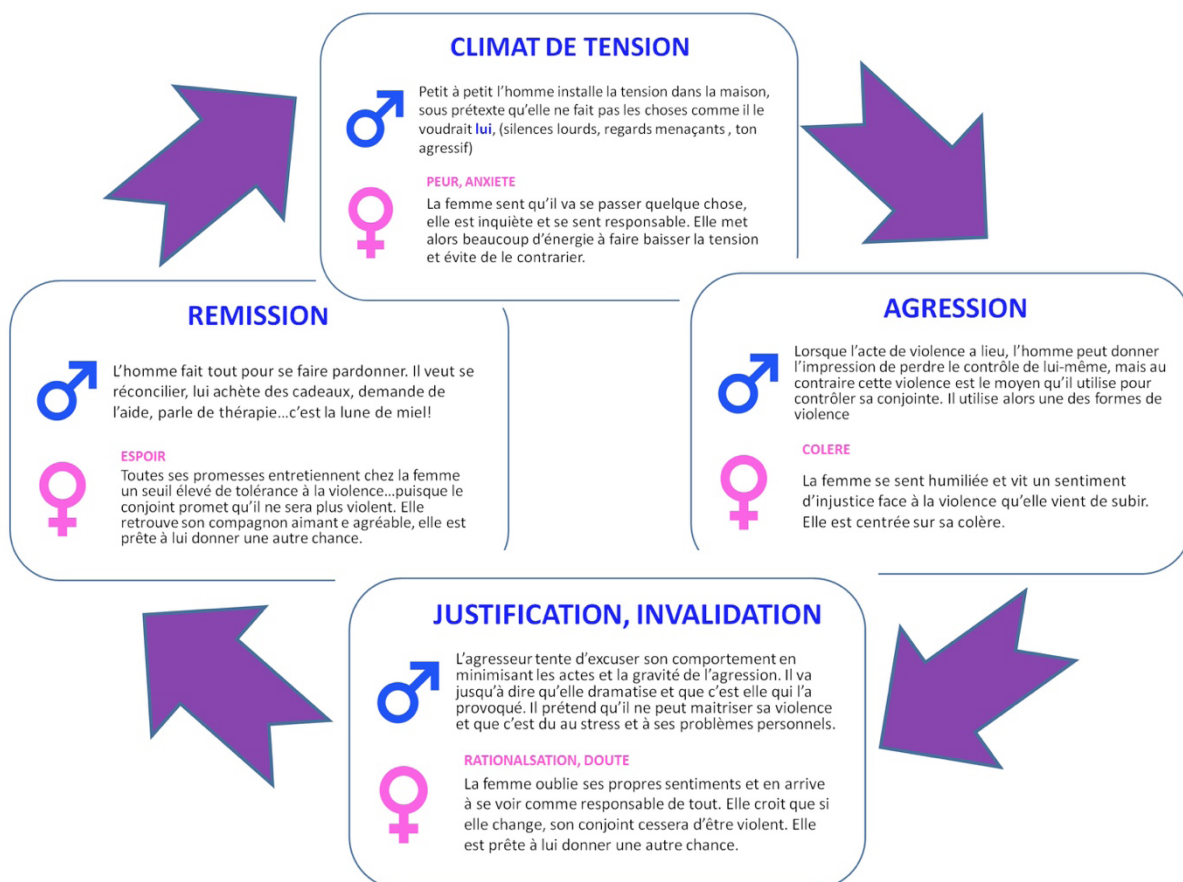 CLIMAT DE TENSION
Petit à petit l'homme installe la tension dans la maison,
sous prétexte qu'elle ne fait pas les choses comme il le
voudrait lui, (silences lourds, regards menaçants , ton
agressif)
PEUR, ANXIETE
La femme sent qu'il va se passer quelque chose,
elle est inquiète et se sent responsable. Elle met
alors beaucoup d'énergie à faire baisser la tension
et évite de le contrarier.
AGRESSION
Lorsque l'acte de violence a lieu, l'homme peut donner
l'impression de perdre le contrôle de lui-même, mais au
contraire cette violence est le moyen qu'il utilise pour
contrôler sa conjointe. Il utilise alors une des formes de
violence
COLERE
La femme se sent humiliée et vit un sentiment
d'injustice face à la violence qu'elle vient de subir.
Elle est centrée sur sa colère.
JUSTIFICATION, INVALIDATION
L'agresseur tente d'excuser son comportement en
minimisant les actes et la gravité de l'agression. Il va
jusqu'à dire qu'elle dramatise et que c'est elle qui l'a
provoqué. Il prétend qu'il ne peut maitriser sa violence
et que c'est du au stress et à ses problèmes personnels.
RATIONALSATION, DOUTE
La femme oublie ses propres sentiments et en arrive
à se voir comme responsable de tout. Elle croit que si
elle change, son conjoint cessera d'être violent. Elle
est prête à lui donner une autre chance.
REMISSION
L'homme fait tout pour se faire pardonner. Il veut se
réconcilier, lui achète des cadeaux, demande de
l'aide, parle de thérapie...c'est la lune de miel!
ESPOIR
Toutes ses promesses entretiennent chez la femme
un seuil élevé de tolérance à la violence...puisque le
conjoint promet qu'il ne sera plus violent. Elle
retrouve son compagnon aimant e agréable, elle est
prête à lui donner une autre chance.